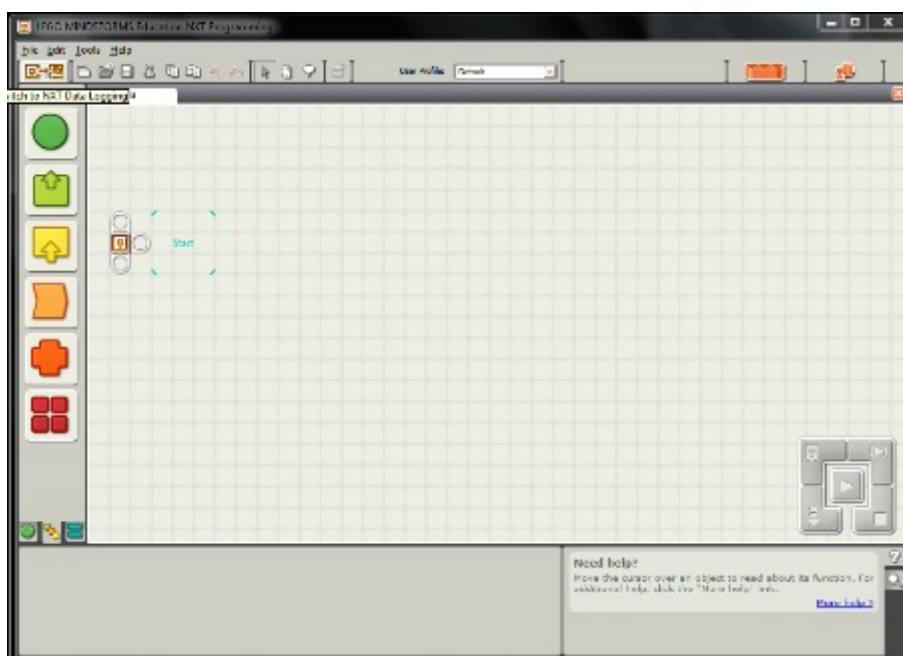 LEGO MINDSTORMS Education NXT Programming
File Edit Tools Help
User Profile: Default
itch to NXT Data Logging
Start
Need help?
Move the cursor over an object to read about its function. For
additional help, click the "More help" link.
More help »